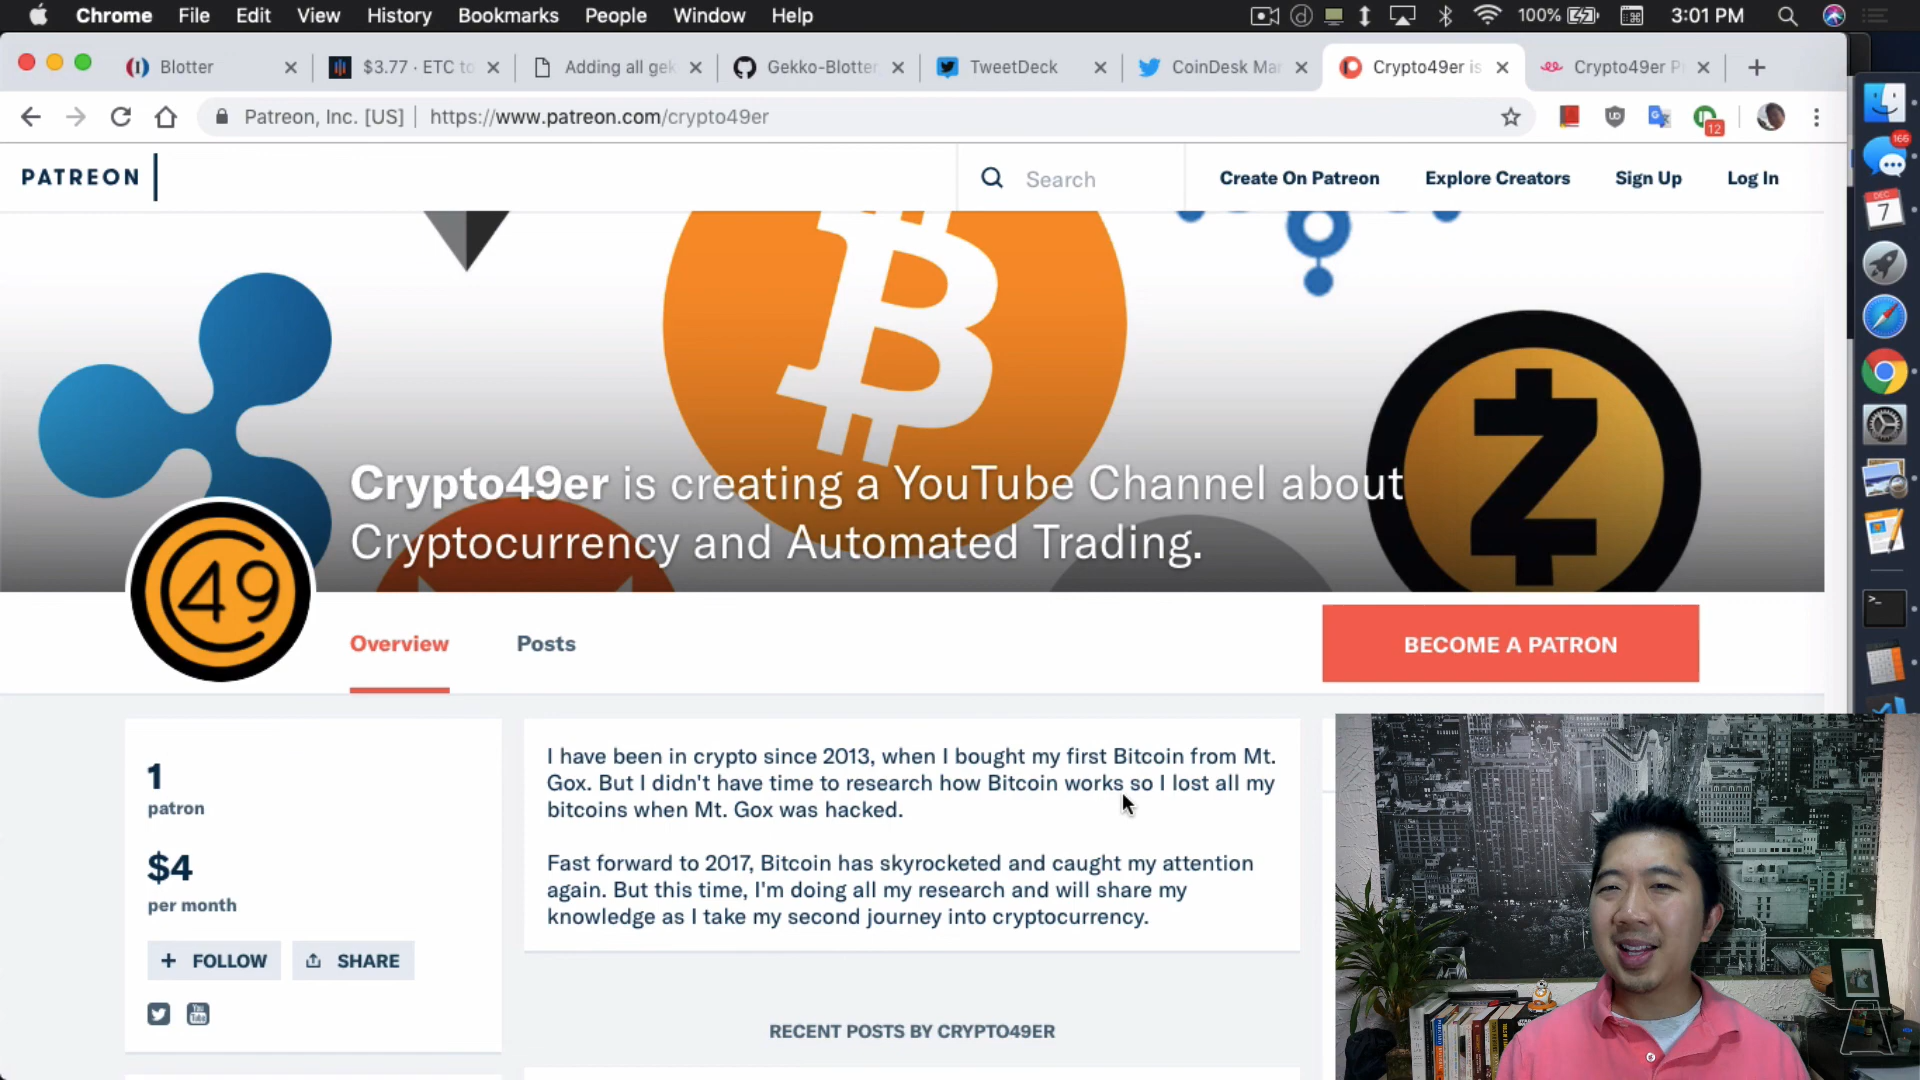 Chrome File Edit View History Bookmarks People Window Help 100% 3:01 PM
Blotter $3.77 · ETC to Adding all gek Gekko-Blotter TweetDeck CoinDesk Mar Crypto49er is Crypto49er P
Patreon, Inc. [US] https://www.patreon.com/crypto49er
12
166
DEC
7
PATREON Search Create On Patreon Explore Creators Sign Up Log In
Crypto49er is creating a YouTube Channel about
Cryptocurrency and Automated Trading.
49
Overview Posts BECOME A PATRON
1
patron
$4
per month
+ FOLLOW SHARE
I have been in crypto since 2013, when I bought my first Bitcoin from Mt.
Gox. But I didn't have time to research how Bitcoin works so I lost all my
bitcoins when Mt. Gox was hacked.
Fast forward to 2017, Bitcoin has skyrocketed and caught my attention
again. But this time, I'm doing all my research and will share my
knowledge as I take my second journey into cryptocurrency.
RECENT POSTS BY CRYPTO49ER